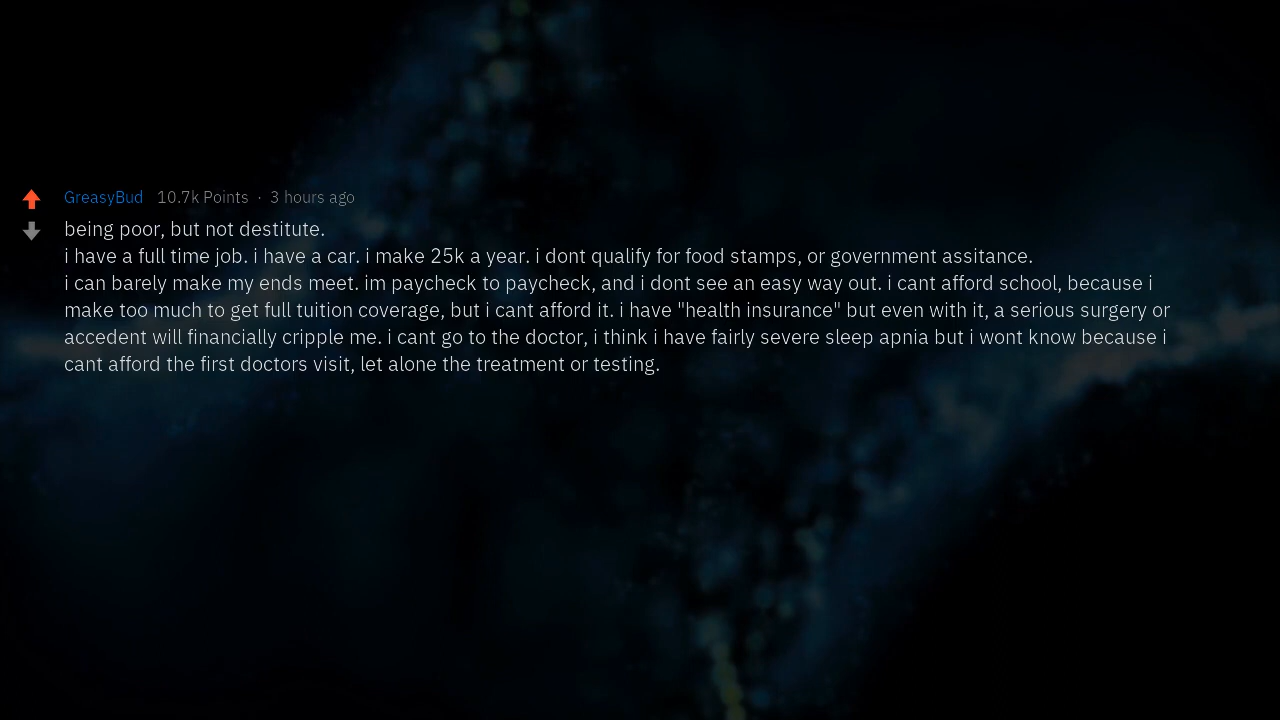 GreasyBud 10.7k Points · 3 hours ago
being poor, but not destitute.
i have a full time job. i have a car. i make 25k a year. i dont qualify for food stamps, or government assitance.
i can barely make my ends meet. im paycheck to paycheck, and i dont see an easy way out. i cant afford school, because i
make too much to get full tuition coverage, but i cant afford it. i have "health insurance" but even with it, a serious surgery or
accedent will financially cripple me. i cant go to the doctor, i think i have fairly severe sleep apnia but i wont know because i
cant afford the first doctors visit, let alone the treatment or testing.